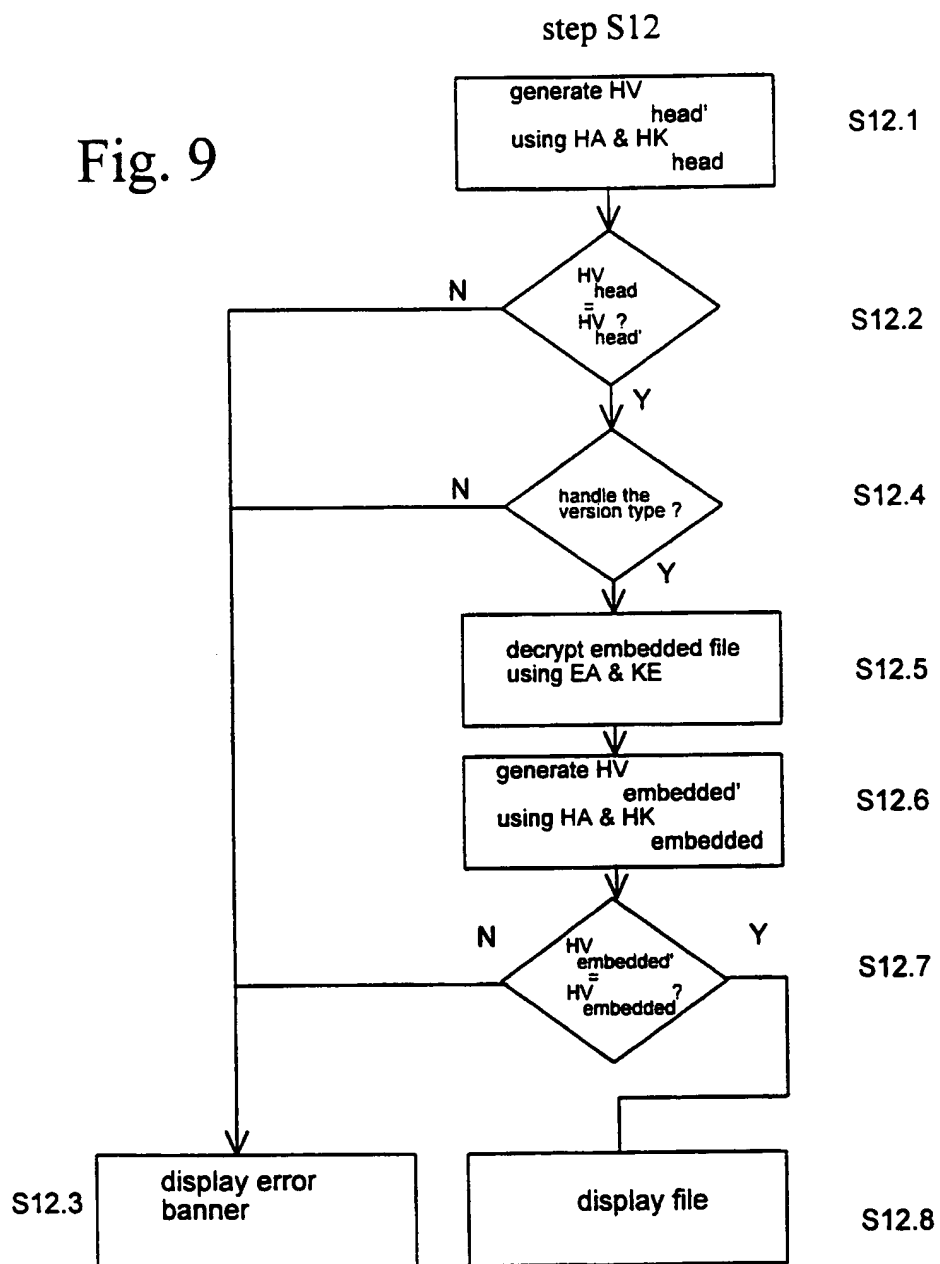 step S12
Fig. 9
generate HV
head'
using HA & HK
head
S12.1
N
HV
head
=
HV ?
head'
S12.2
Y
N
handle the
version type ?
S12.4
Y
decrypt embedded file
using EA & KE
S12.5
generate HV
embedded'
using HA & HK
embedded
S12.6
N
HV
embedded'
=
HV ?
embedded
Y
S12.7
S12.3
display error
banner
display file
S12.8